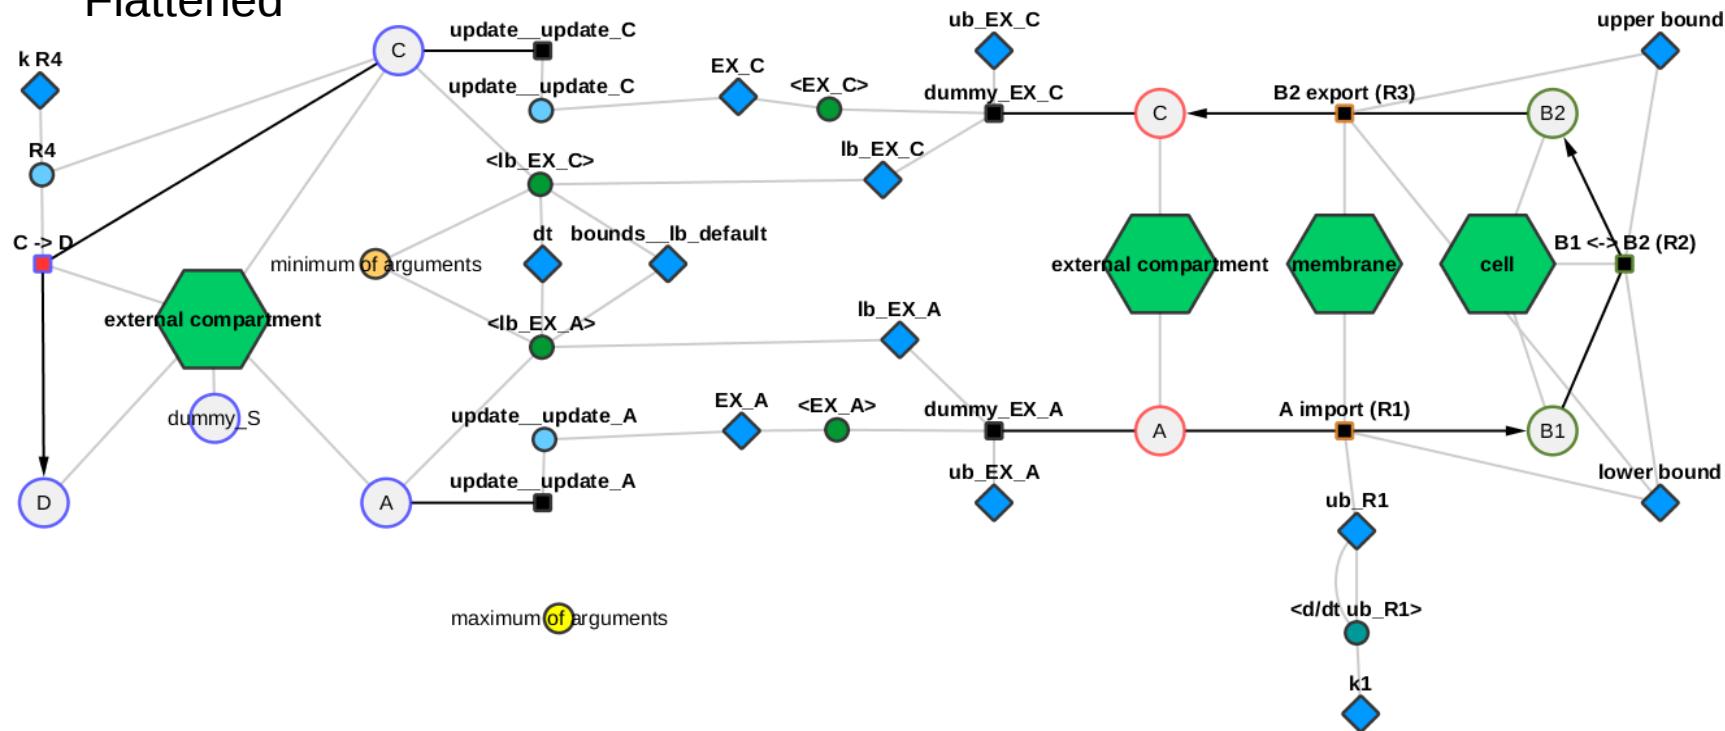 Flattened
ub_EX_C
upper bound
update__update_C
C
k R4
EX_C
<EX_C>
update__update_C
dummy_EX_C
B2 export (R3)
C
B2
R4
<lb_EX_C>
lb_EX_C
C -> D
dt
bounds__lb_default
B1 <-> B2 (R2)
minimum of arguments
external compartment
membrane
cell
external compartment
<lb_EX_A>
lb_EX_A
dummy_S
update__update_A
EX_A
<EX_A>
dummy_EX_A
A import (R1)
A
B1
update__update_A
ub_EX_A
lower bound
D
A
ub_R1
maximum of arguments
<d/dt ub_R1>
k1